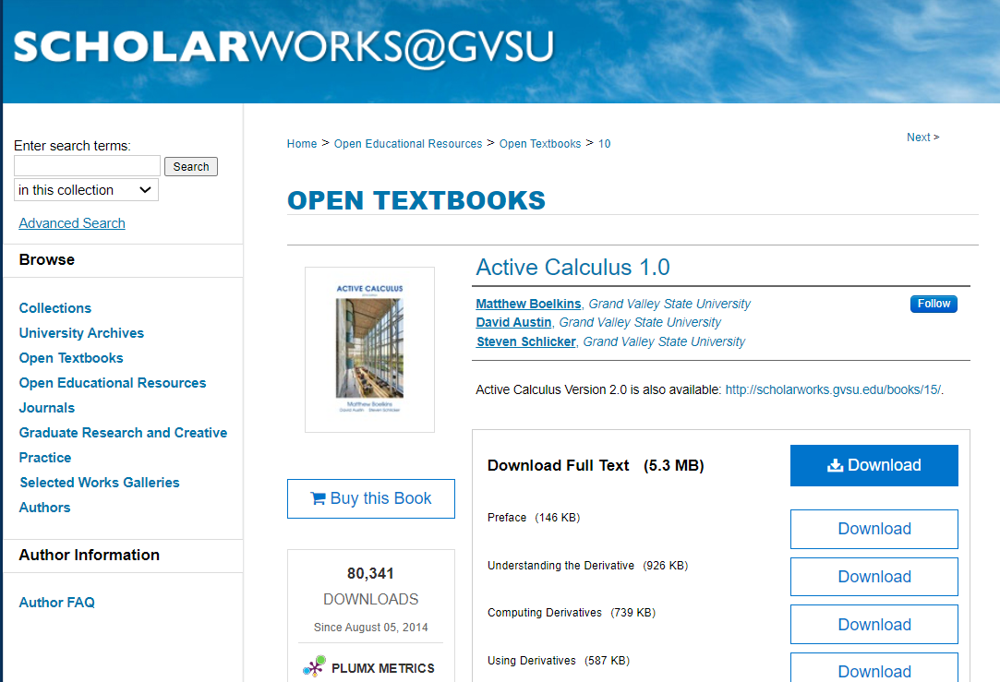 SCHOLARWORKS@GVSU
Enter search terms:
Search
in this collection
Advanced Search
Browse
Collections
University Archives
Open Textbooks
Open Educational Resources
Journals
Graduate Research and Creative
Practice
Selected Works Galleries
Authors
Author Information
Author FAQ
Home > Open Educational Resources > Open Textbooks > 10
Next >
OPEN TEXTBOOKS
ACTIVE CALCULUS
Matthew Boelkins
David Austin Steven Schlicker
Buy this Book
80,341
DOWNLOADS
Since August 05, 2014
PLUMX METRICS
Active Calculus 1.0
Matthew Boelkins, Grand Valley State University
Follow
David Austin, Grand Valley State University
Steven Schlicker, Grand Valley State University
Active Calculus Version 2.0 is also available: http://scholarworks.gvsu.edu/books/15/.
Download Full Text (5.3 MB)
Download
Preface (146 KB)
Download
Understanding the Derivative (926 KB)
Download
Computing Derivatives (739 KB)
Download
Using Derivatives (587 KB)
Download